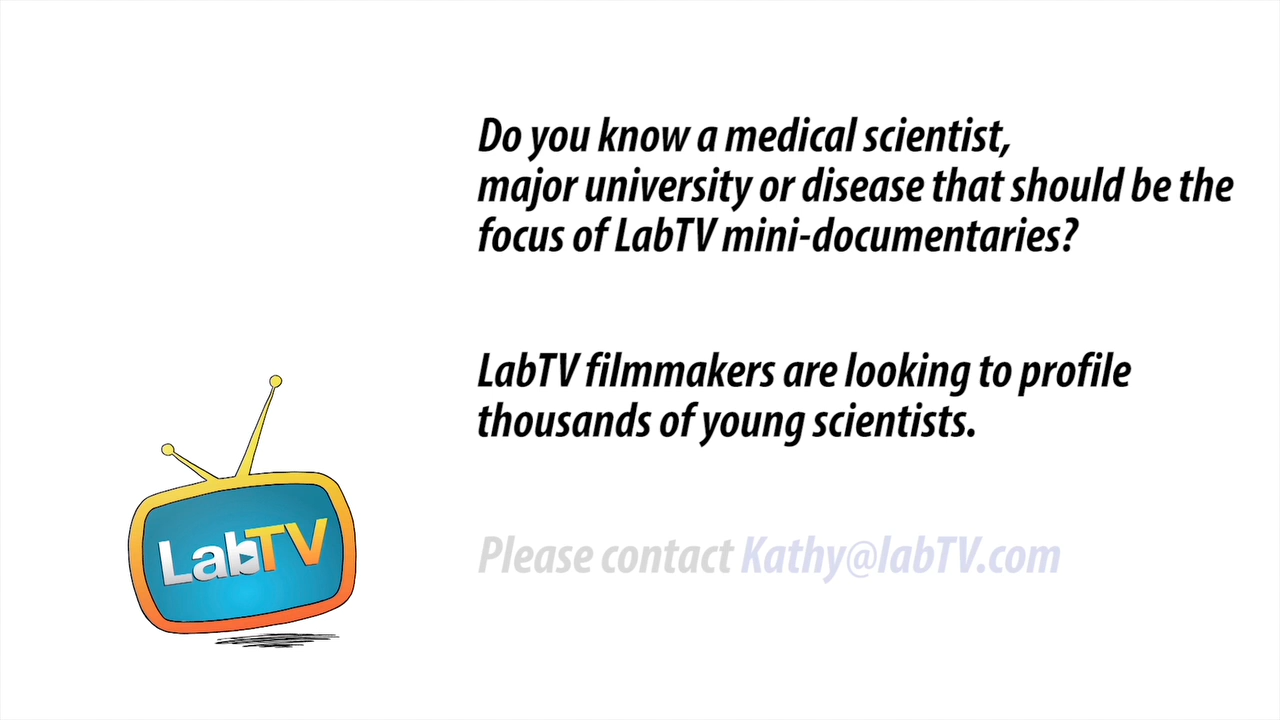 Do you know a medical scientist,
major university or disease that should be the
focus of LabTV mini-documentaries?
LabTV filmmakers are looking to profile
thousands of young scientists.
LabTV
Please contact Kathy@labTV.com